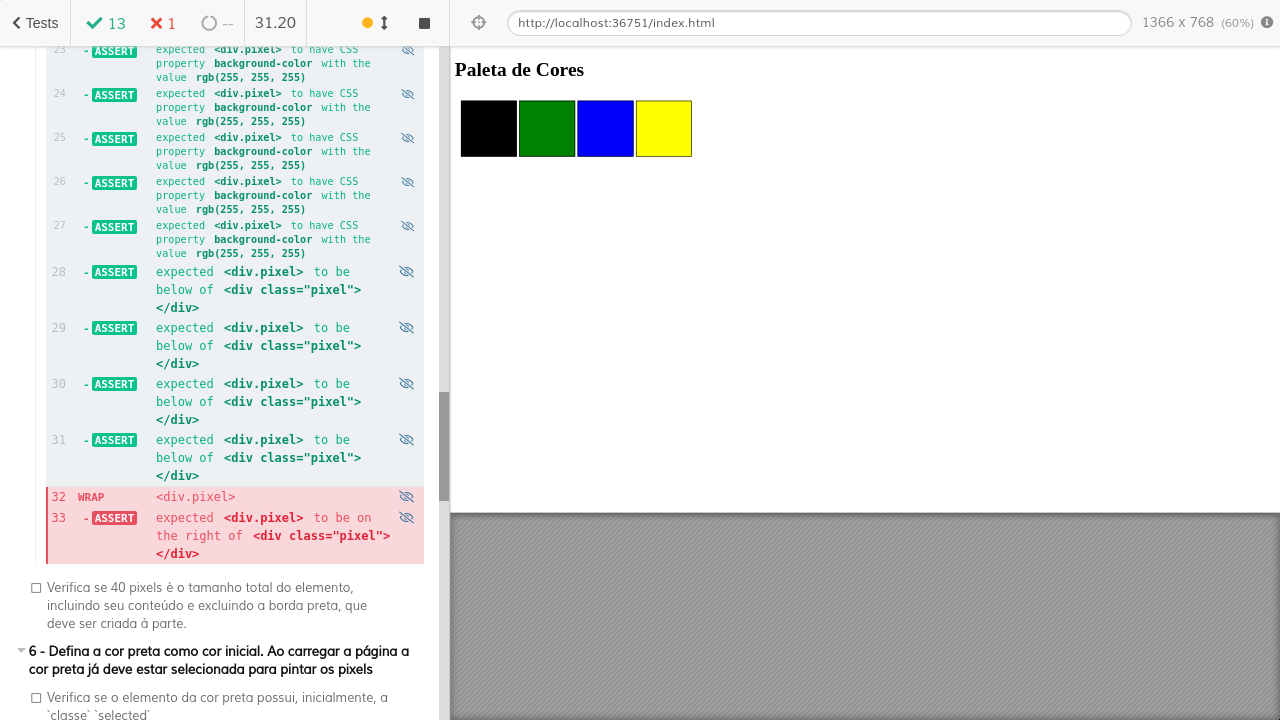 Tests 13 1 -- 31.20 http://localhost:36751/index.html 1366 x 768 (60%)
23 - ASSERT expected <div.pixel> to have CSS
property background-color with the
value rgb(255, 255, 255)
24 - ASSERT expected <div.pixel> to have CSS
property background-color with the
value rgb(255, 255, 255)
25 - ASSERT expected <div.pixel> to have CSS
property background-color with the
value rgb(255, 255, 255)
26 - ASSERT expected <div.pixel> to have CSS
property background-color with the
value rgb(255, 255, 255)
27 - ASSERT expected <div.pixel> to have CSS
property background-color with the
value rgb(255, 255, 255)
28 - ASSERT expected <div.pixel> to be
below of <div class="pixel">
</div>
29 - ASSERT expected <div.pixel> to be
below of <div class="pixel">
</div>
30 - ASSERT expected <div.pixel> to be
below of <div class="pixel">
</div>
31 - ASSERT expected <div.pixel> to be
below of <div class="pixel">
</div>
32 WRAP <div.pixel>
33 - ASSERT expected <div.pixel> to be on
the right of <div class="pixel">
</div>
Verifica se 40 pixels é o tamanho total do elemento,
incluindo seu conteúdo e excluindo a borda preta, que
deve ser criada à parte.
6 - Defina a cor preta como cor inicial. Ao carregar a página a
cor preta já deve estar selecionada para pintar os pixels
Verifica se o elemento da cor preta possui, inicialmente, a
`classe` `selected`
Paleta de Cores